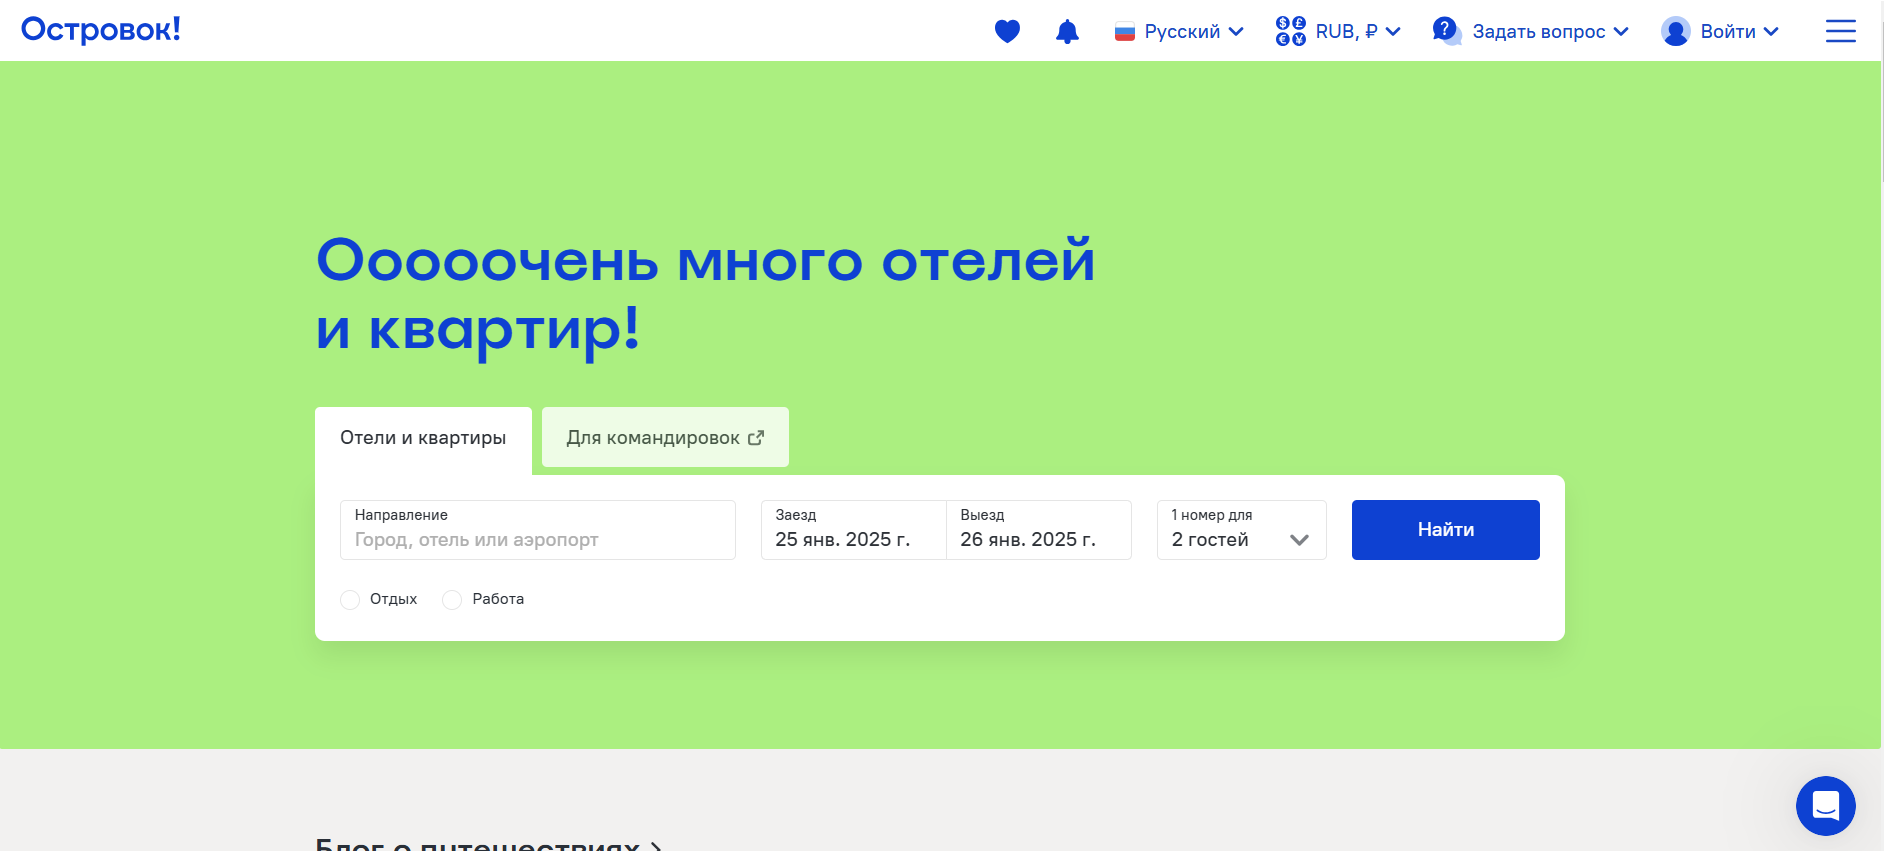 Островок!
Русский
RUB, ₽
Задать вопрос
Войти
Ооооочень много отелей
и квартир!
Отели и квартиры
Для командировок
Направление
Город, отель или аэропорт
Заезд
25 янв. 2025 г.
Выезд
26 янв. 2025 г.
1 номер для
2 гостей
Найти
Отдых
Работа
Блог о путешествиях